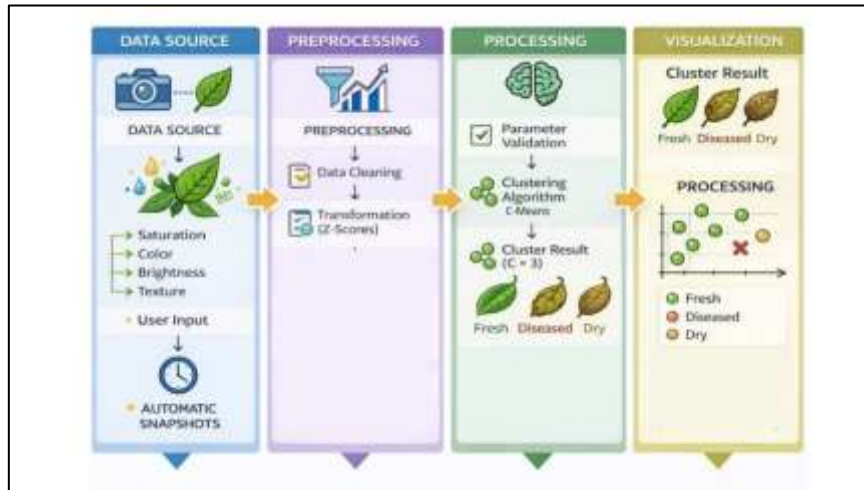 DATA SOURCE
DATA SOURCE
Saturation
Color
Brightness
Texture
User Input
AUTOMATIC
SNAPSHOTS
PREPROCESSING
PREPROCESSING
Data Cleaning
Transformation
(Z-Scores)
PROCESSING
Parameter
Validation
Clustering
Algorithm
C-Means
Cluster Result
(C = 3)
Fresh Diseased Dry
VISUALIZATION
Cluster Result
Fresh Diseased Dry
PROCESSING
Fresh
Diseased
Dry